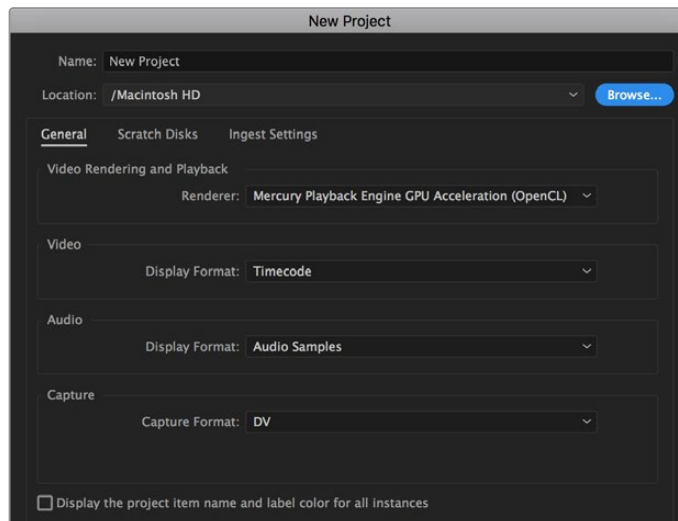 New Project
Name: New Project
Location: /Macintosh HD Browse...
General Scratch Disks Ingest Settings
Video Rendering and Playback
Renderer: Mercury Playback Engine GPU Acceleration (OpenCL)
Video
Display Format: Timecode
Audio
Display Format: Audio Samples
Capture
Capture Format: DV
Display the project item name and label color for all instances